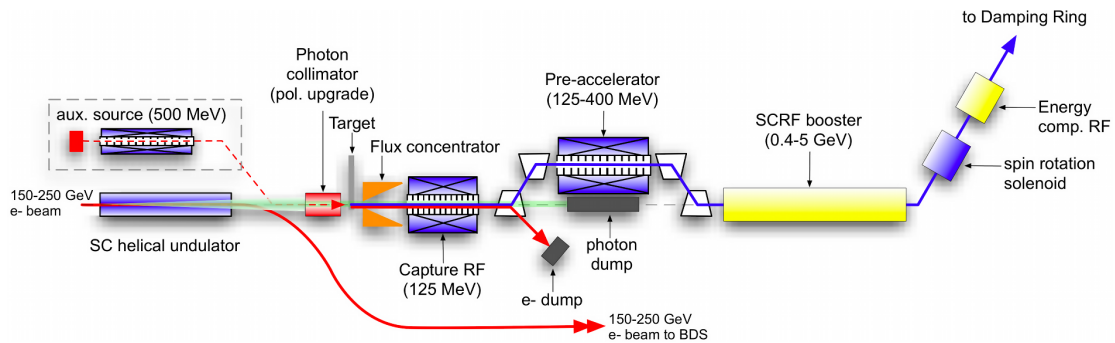 to Damping Ring
Photon
collimator
(pol. upgrade)
Pre-accelerator
(125-400 MeV)
aux. source (500 MeV)
Target
Flux concentrator
SCRF booster
(0.4-5 GeV)
Energy
comp. RF
spin rotation
solenoid
150-250 GeV
e- beam
SC helical undulator
Capture RF
(125 MeV)
photon
dump
e- dump
150-250 GeV
e- beam to BDS